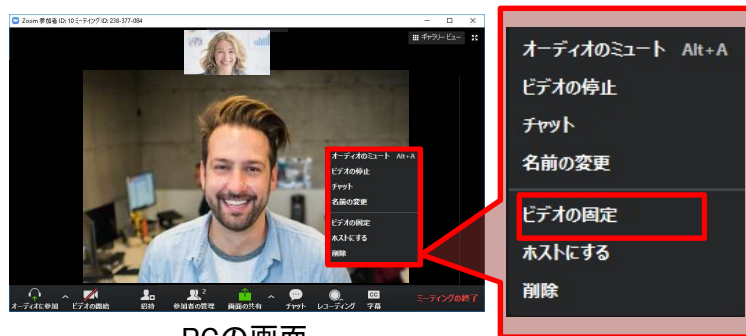 Zoom 参加者 ID: 10 ミーティング ID: 238-377-084
ギャラリービュー
オーディオのミュート Alt+A
ビデオの停止
チャット
名前の変更
ビデオの固定
ホストにする
削除
オーディオに参加 ビデオの開始 招待 参加者の管理 2 画面の共有 チャット レコーディング CC 字幕 ミーティングの終了
オーディオのミュート Alt+A
ビデオの停止
チャット
名前の変更
ビデオの固定
ホストにする
削除
PCの画面